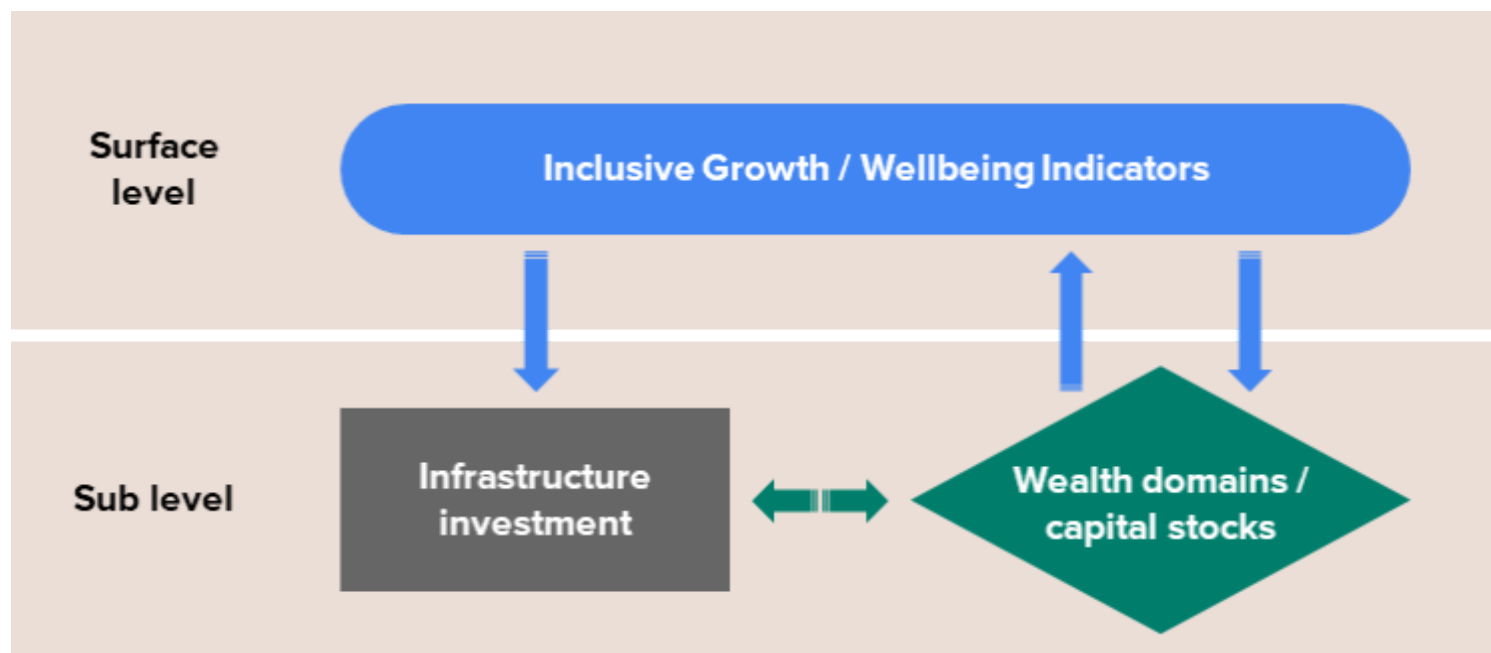 Surface
level
Inclusive Growth / Wellbeing Indicators
Sub level
Infrastructure
investment
Wealth domains /
capital stocks